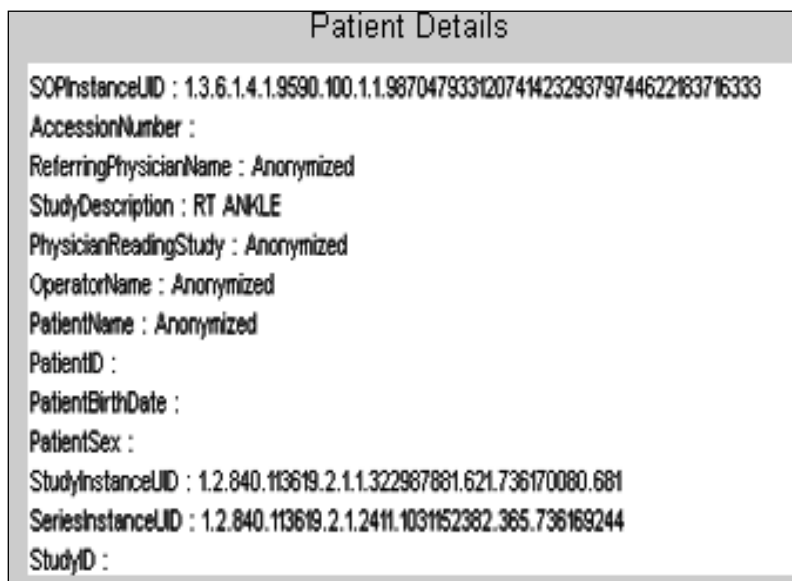 Patient Details
SOPInstanceUID : 1.3.6.1.4.1.9590.100.1.1.98704793312074142329379744622183716333
AccessionNumber :
ReferringPhysicianName : Anonymized
StudyDescription : RT ANKLE
PhysicianReadingStudy : Anonymized
OperatorName : Anonymized
PatientName : Anonymized
PatientID :
PatientBirthDate :
PatientSex :
StudyInstanceUID : 1.2.840.113619.2.1.1.322987881.621.736170080.681
SeriesInstanceUID : 1.2.840.113619.2.1.2411.1031152382.365.736169244
StudyID :